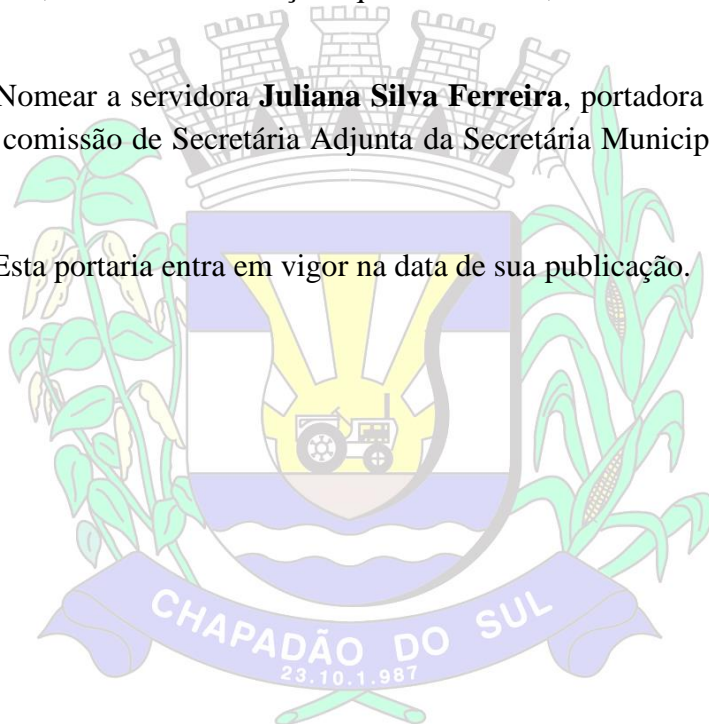 Nomear a servidora Juliana Silva Ferreira, portadora
comissão de Secretária Adjunta da Secretária Municip
Esta portaria entra em vigor na data de sua publicação.
CHAPADÃO DO SUL
23.10.1.987